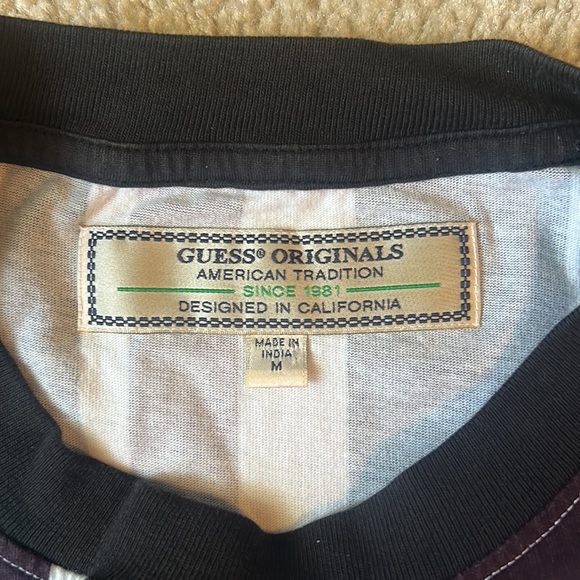 GUESS® ORIGINALS
AMERICAN TRADITION
SINCE 1981
DESIGNED IN CALIFORNIA
MADE IN
INDIA
M